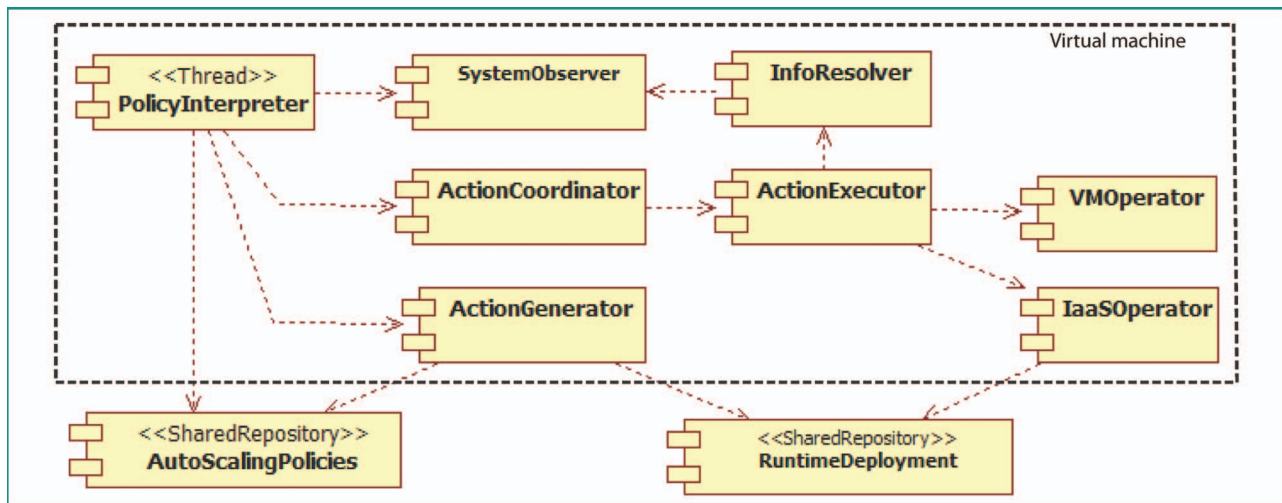 Virtual machine
<<Thread>>
PolicyInterpreter
SystemObserver
InfoResolver
ActionCoordinator
ActionExecutor
VMOperator
ActionGenerator
IaaSOperator
<<SharedRepository>>
AutoScalingPolicies
<<SharedRepository>>
RuntimeDeployment